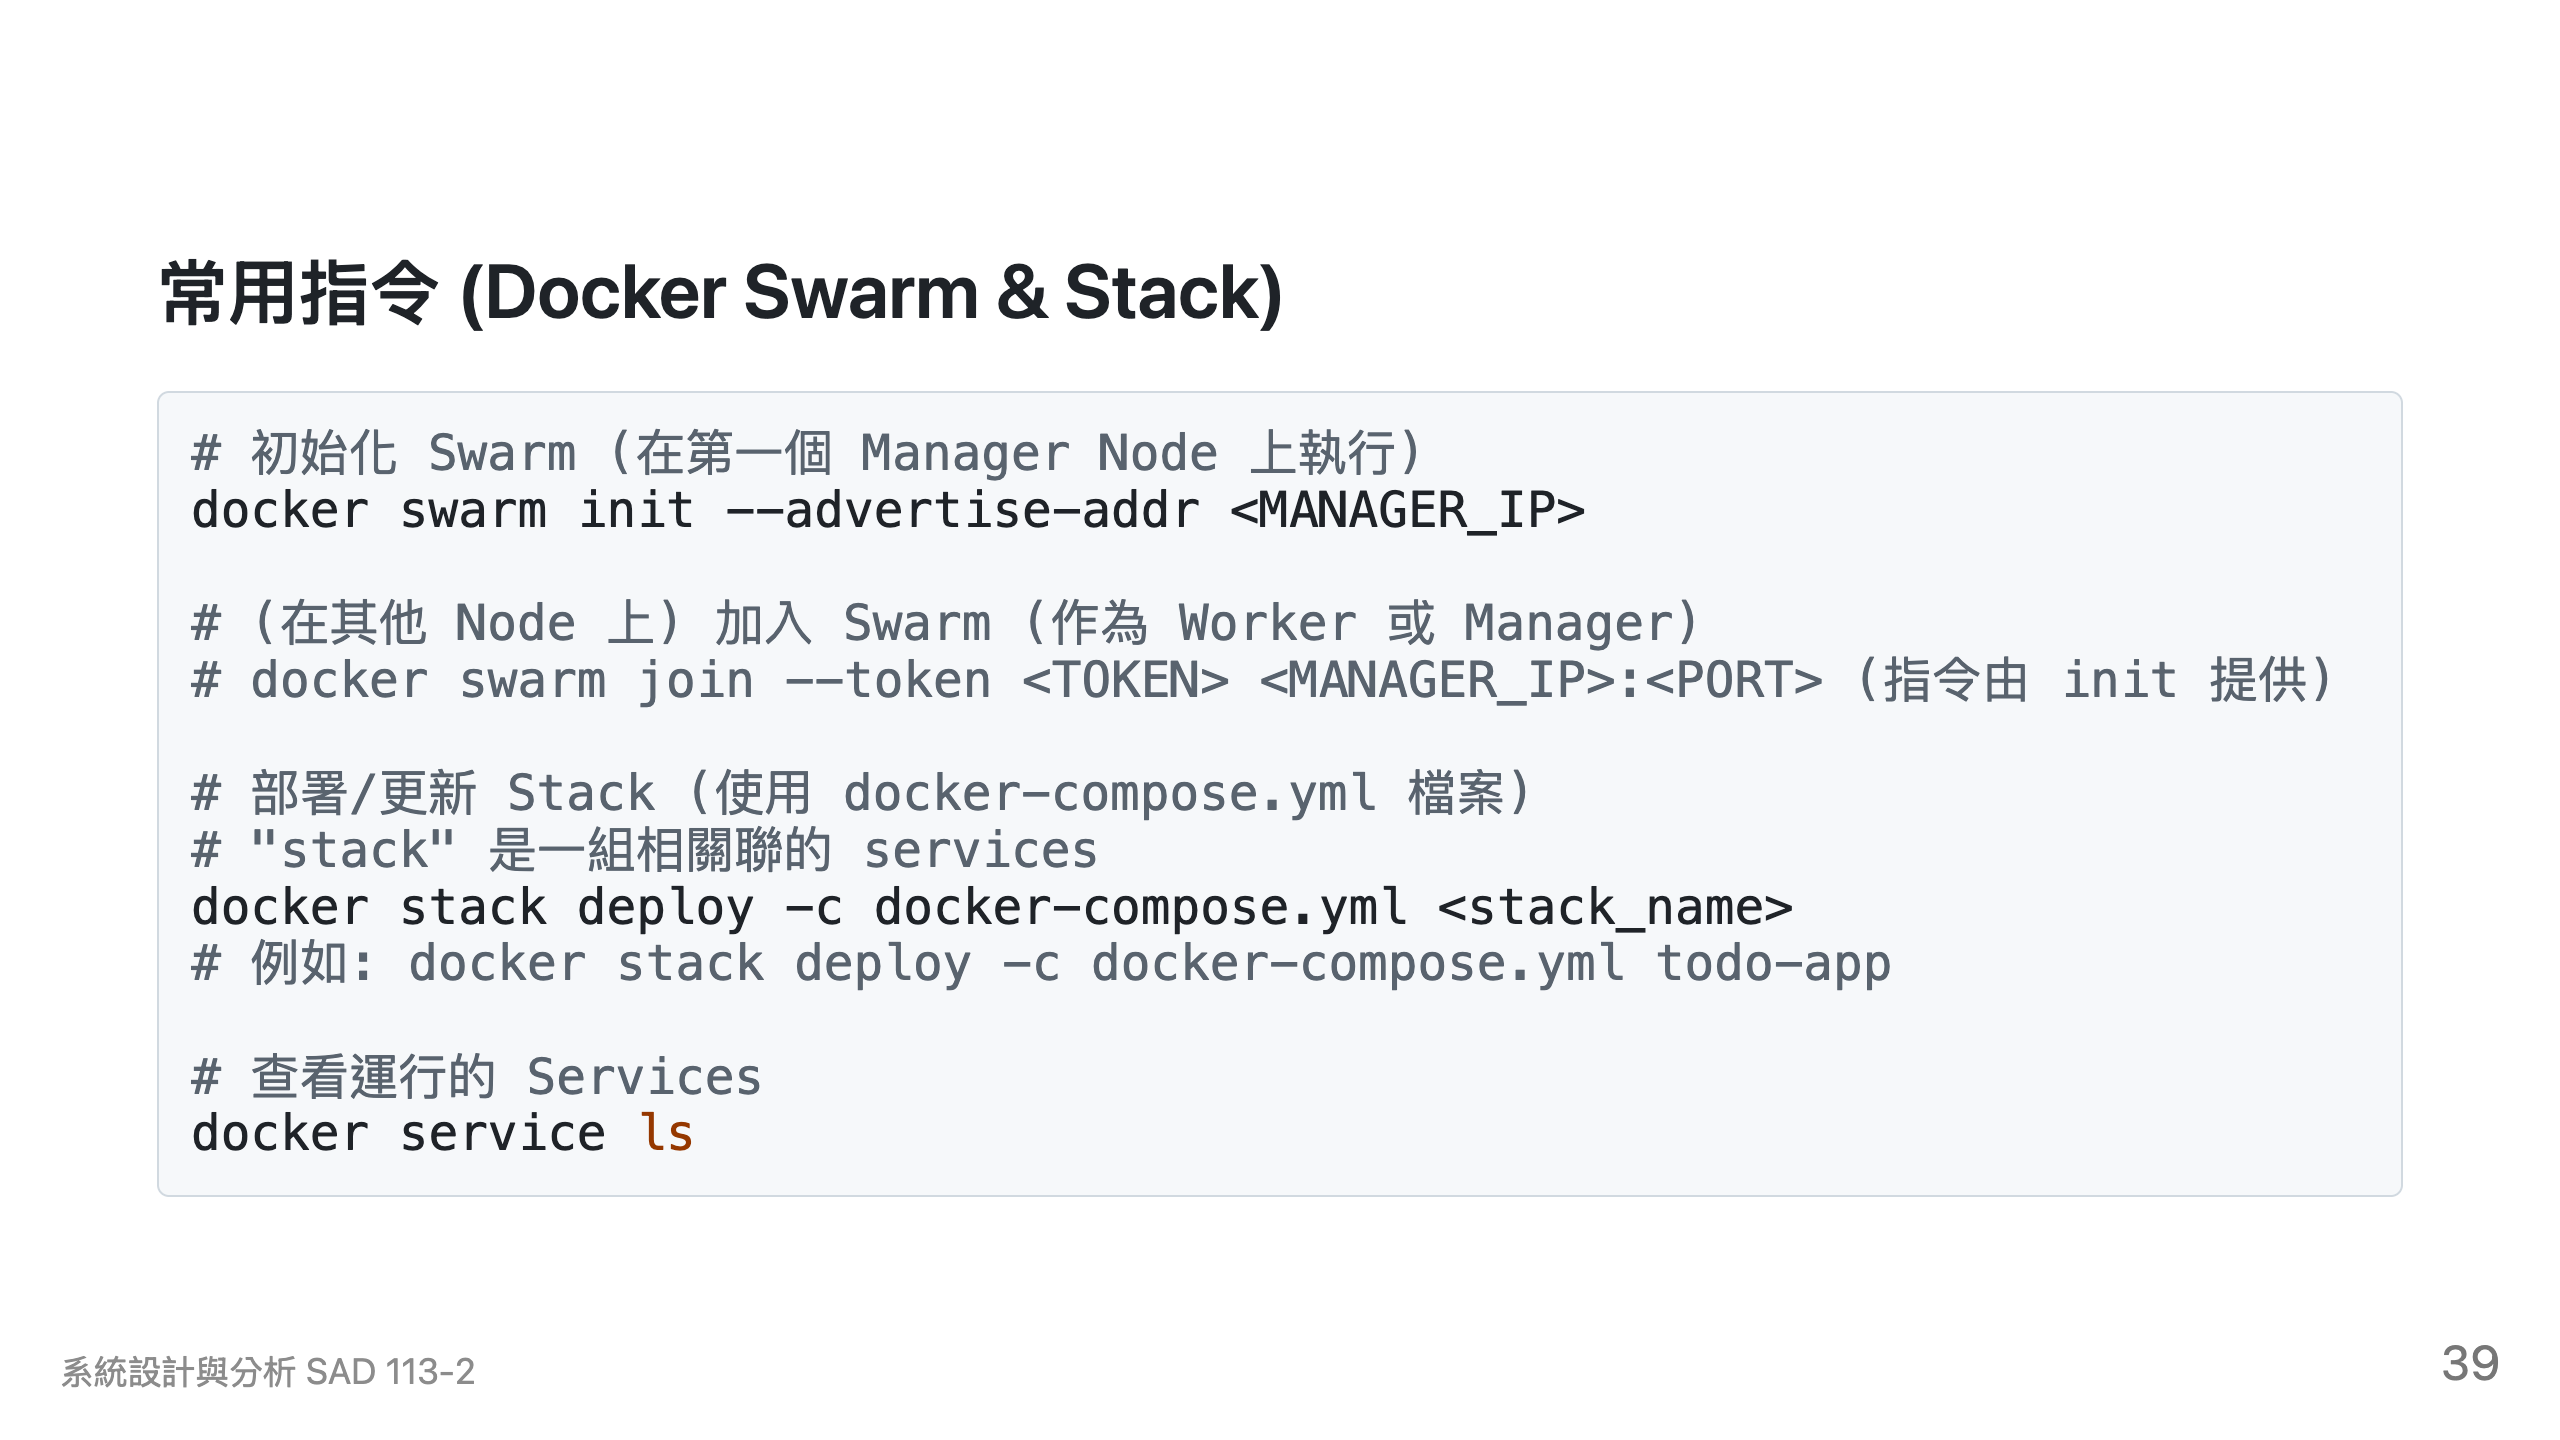 常用指令 (Docker Swarm & Stack)
# 初始化 Swarm (在第一個 Manager Node 上執行)
docker swarm init --advertise-addr <MANAGER_IP>
# (在其他 Node 上) 加入 Swarm (作為 Worker 或 Manager)
# docker swarm join --token <TOKEN> <MANAGER_IP>:<PORT> (指令由 init 提供)
# 部署/更新 Stack (使用 docker-compose.yml 檔案)
# "stack" 是一組相關聯的 services
docker stack deploy -c docker-compose.yml <stack_name>
# 例如: docker stack deploy -c docker-compose.yml todo-app
# 查看運行的 Services
docker service ls
系統設計與分析 SAD 113-2
39